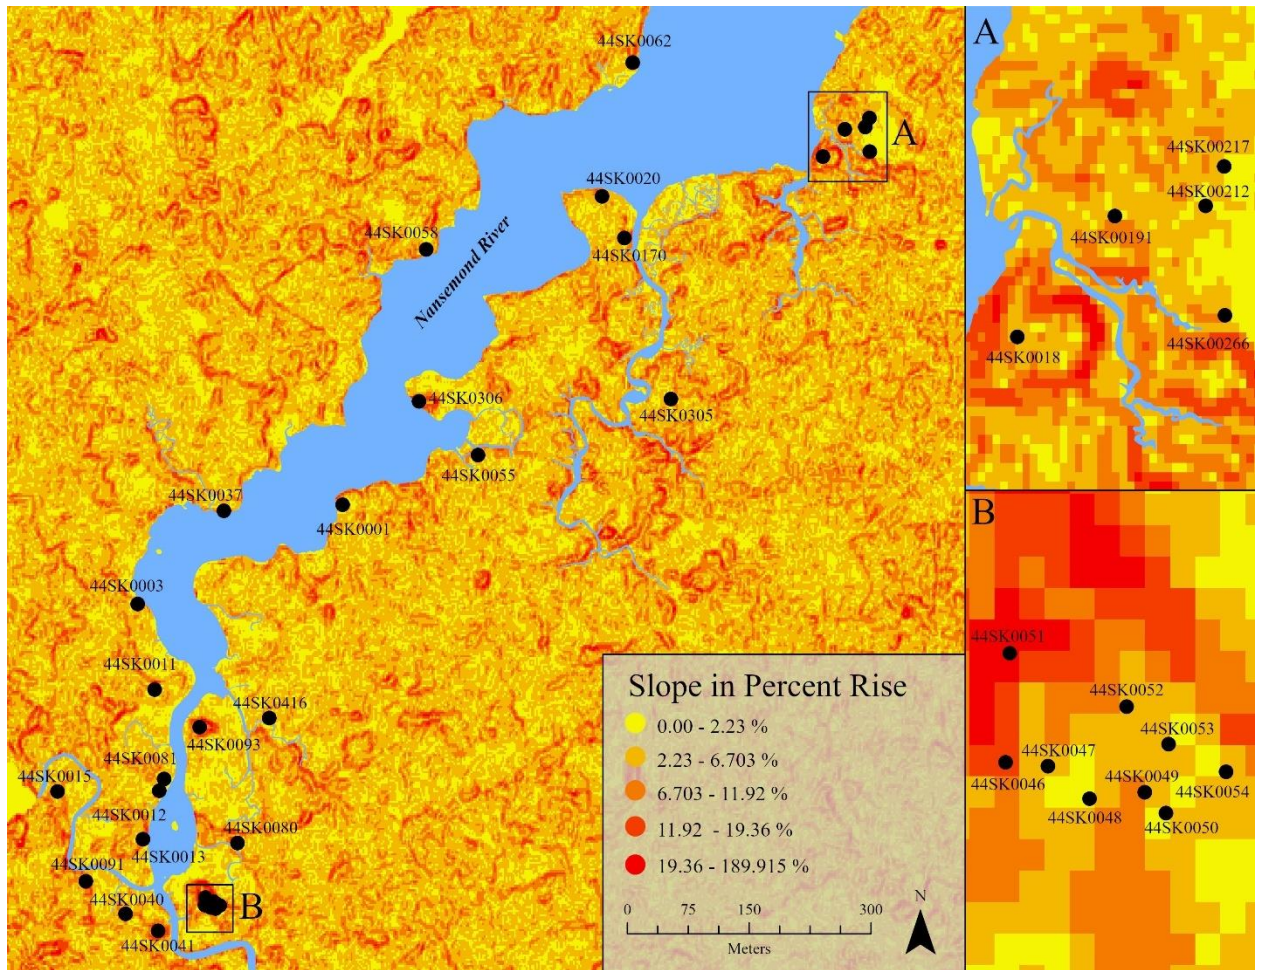 44SK0062
A
44SK0020
44SK0058
44SK0170
Nansemond River
44SK0306
44SK0305
44SK0055
44SK0037
44SK0001
44SK0003
44SK0011
44SK0416
44SK0093
44SK0081
44SK0015
44SK0012
44SK0080
44SK0013
44SK0091
44SK0040
B
44SK0041
Slope in Percent Rise
0.00 - 2.23 %
2.23 - 6.703 %
6.703 - 11.92 %
11.92 - 19.36 %
19.36 - 189.915 %
0 75 150 300
Meters
N
A
44SK00217
44SK00212
44SK00191
44SK00266
44SK0018
B
44SK0051
44SK0052
44SK0053
44SK0047
44SK0046
44SK0049
44SK0054
44SK0048
44SK0050